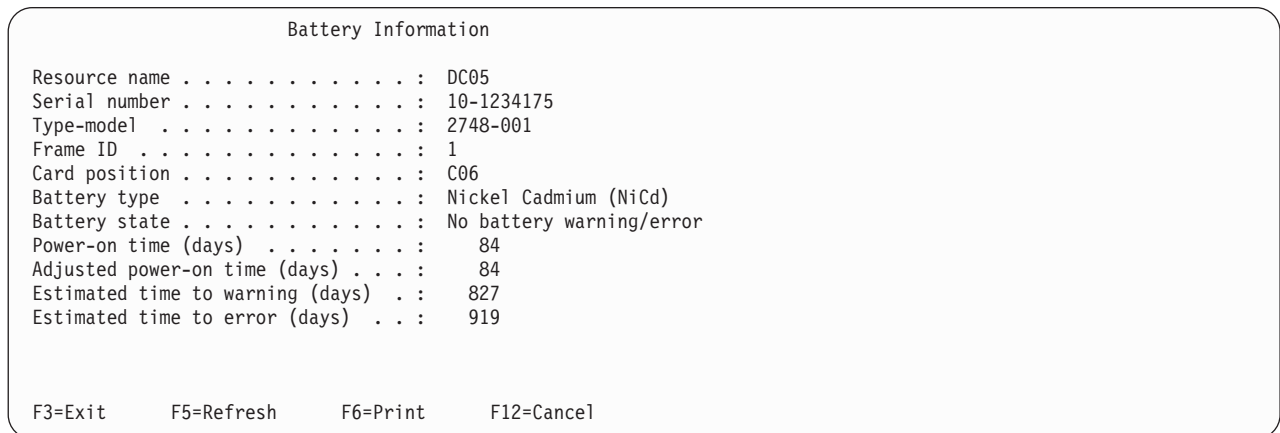 Battery Information
Resource name . . . . . . . . . . . :  DC05
Serial number . . . . . . . . . . . :  10-1234175
Type-model  . . . . . . . . . . . . :  2748-001
Frame ID  . . . . . . . . . . . . . :  1
Card position . . . . . . . . . . . :  C06
Battery type  . . . . . . . . . . . :  Nickel Cadmium (NiCd)
Battery state . . . . . . . . . . . :  No battery warning/error
Power-on time (days)  . . . . . . . :     84
Adjusted power-on time (days) . . . :     84
Estimated time to warning (days)  . :    827
Estimated time to error (days)  . . :    919
F3=Exit      F5=Refresh      F6=Print      F12=Cancel